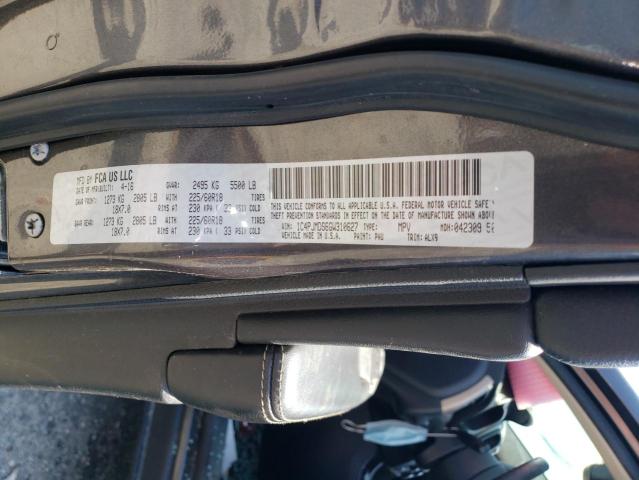 MFD BY FCA US LLC
DATE OF MFR 4-16 GVWR: 2495 KG 5500 LB
GAWR FRONT: 1273 KG 2805 LB WITH 225/60R18 TIRES
18X7.0 RIMS AT 230 KPA ( 33 PSI) COLD
GAWR REAR: 1273 KG 2805 LB WITH 225/60R18 TIRES
18X7.0 RIMS AT 230 KPA ( 33 PSI) COLD
THIS VEHICLE CONFORMS TO ALL APPLICABLE U.S.A. FEDERAL MOTOR VEHICLE SAFE
THEFT PREVENTION STANDARDS IN EFFECT ON THE DATE OF MANUFACTURE SHOWN ABOV
VIN: 1C4PJMDS6GW310627 TYPE: MPV MDH:042309
VEHICLE MADE IN U.S.A. PAINT: PAU TRIM: ALX9